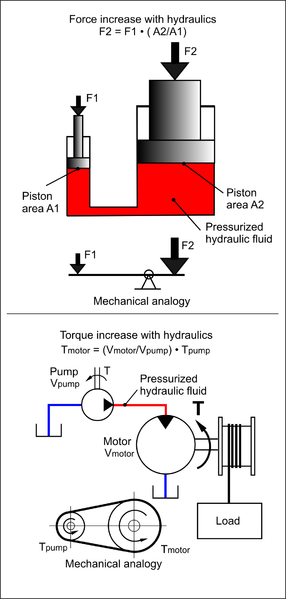 Force increase with hydraulics
F2 = F1 • (A2/A1)
F2
F1
Piston
area A1
Piston
area A2
Pressurized
hydraulic fluid
F1
F2
Mechanical analogy
Torque increase with hydraulics
Tmotor = (Vmotor/Vpump) • Tpump
Pump
Vpump
T
Pressurized
hydraulic fluid
Motor
Vmotor
T
Load
Tpump
Tmotor
Mechanical analogy